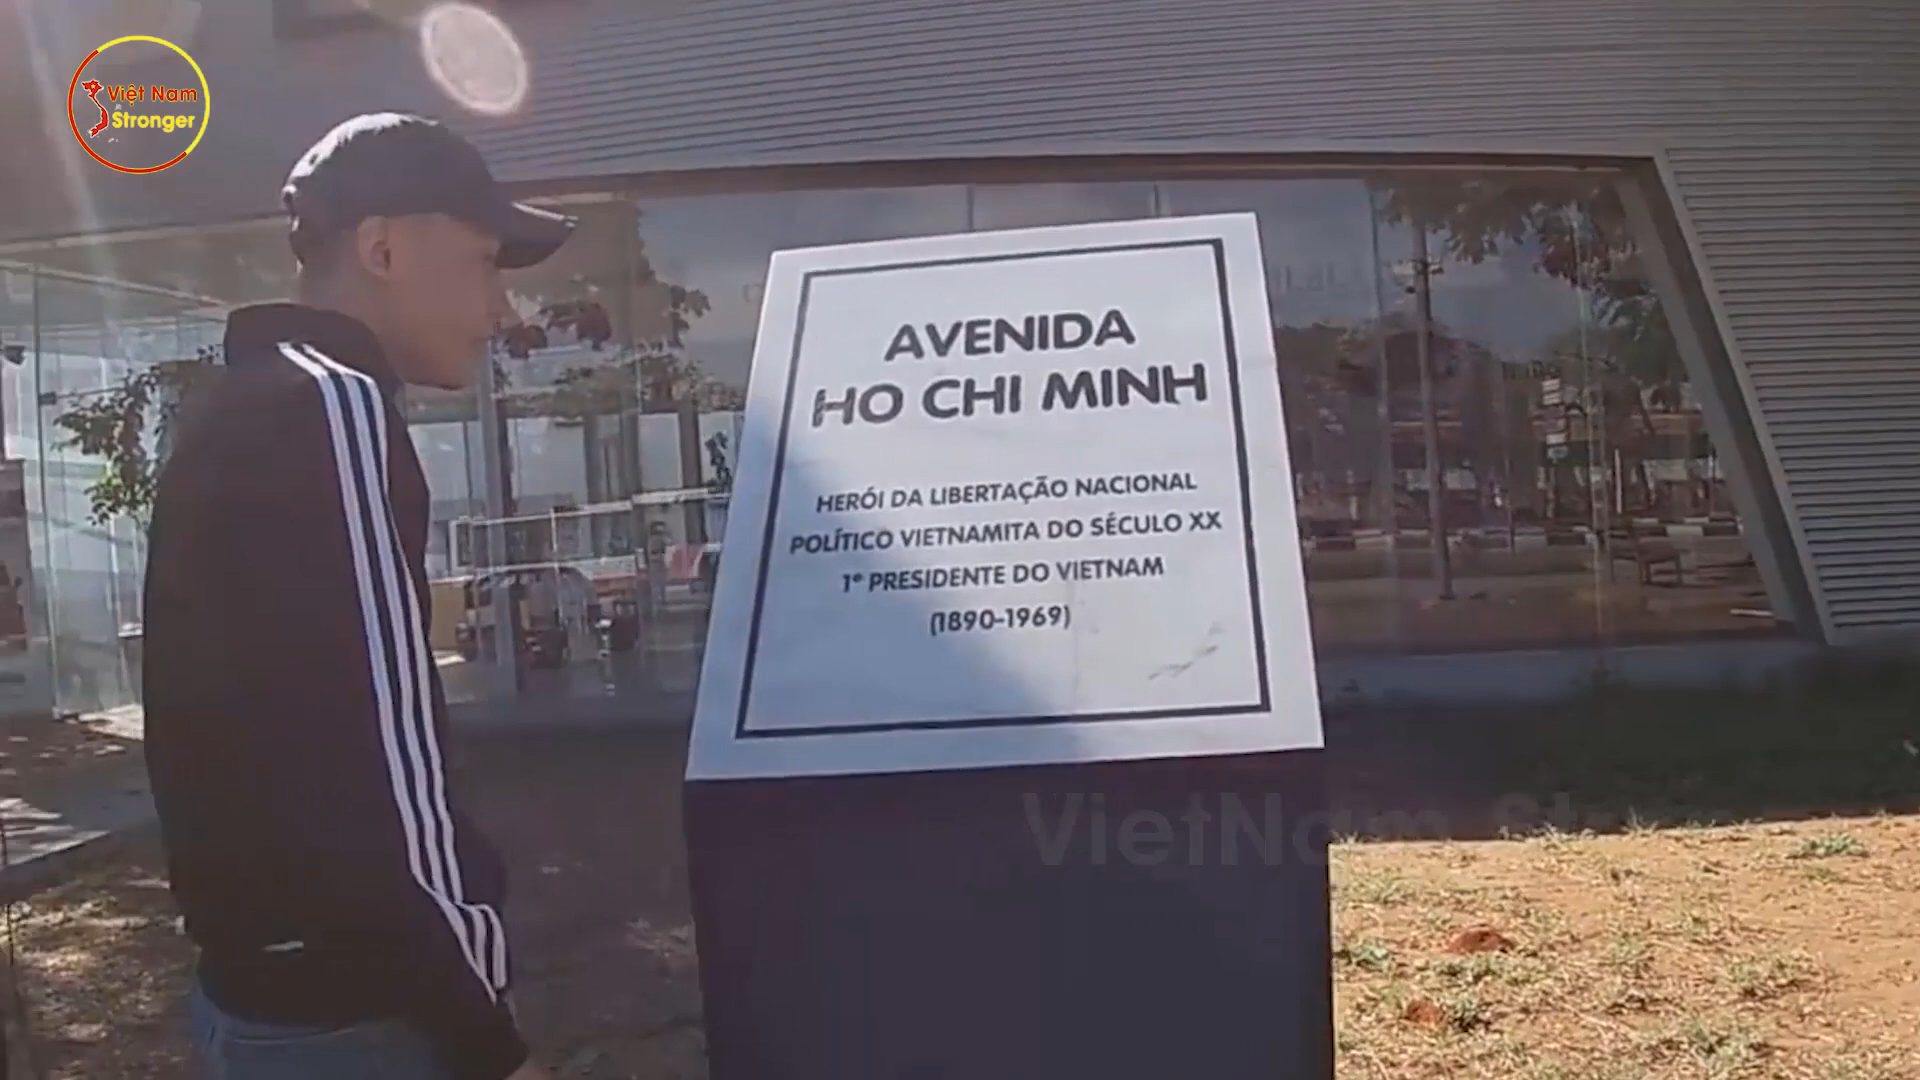 Việt Nam
Stronger
AVENIDA
HO CHI MINH
HERÓI DA LIBERTAÇÃO NACIONAL
POLÍTICO VIETNAMITA DO SÉCULO XX
1º PRESIDENTE DO VIETNAM
(1890-1969)
VietNam